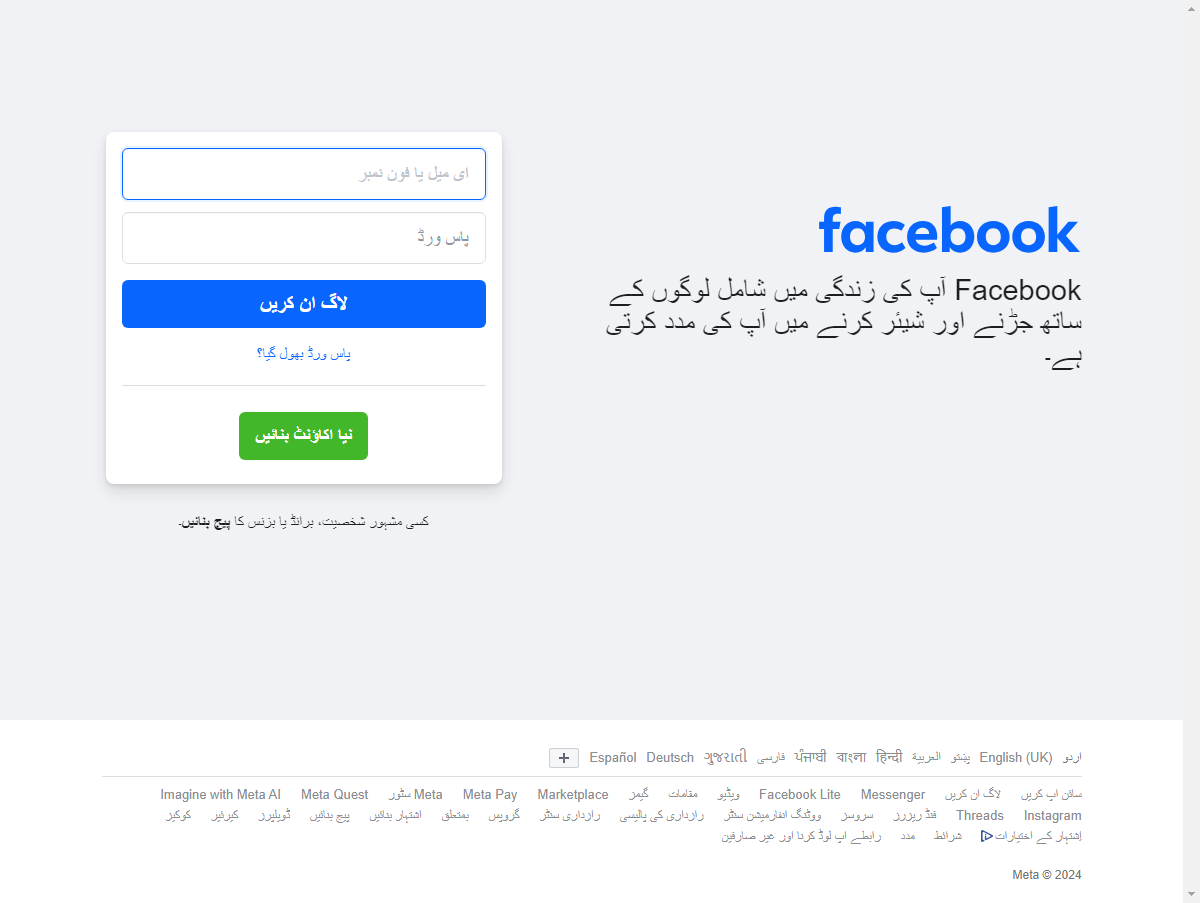 facebook
Facebook آپ کی زندگی میں شامل لوگوں کے
ساتھ جڑنے اور شیئر کرنے میں آپ کی مدد کرتی
ہے۔
ای میل یا فون نمبر
پاس ورڈ
لاگ ان کریں
پاس ورڈ بھول گیا؟
نیا اکاؤنٹ بنائیں
کسی مشہور شخصیت، برانڈ یا بزنس کا پیج بنائیں۔
اردو English (UK) پښتو العربية हिन्दी বাংলা ਪੰਜਾਬੀ فارسی ગુજરાતી Deutsch Español
سائن اپ کریں لاگ ان کریں Messenger Facebook Lite ویڈیو مقامات گیمز Marketplace Meta Pay Meta سٹور Meta Quest Imagine with Meta AI
Instagram Threads فنڈ ریزرز سروسز ووٹنگ انفارمیشن سنٹر رازداری کی پالیسی رازداری سنٹر گروپس بمتعلق اشتہار بنائیں پیج بنائیں ڈویلپرز کیرئیر کوکیز
اشتہار کے اختیارات شرائط مدد رابطے اپ لوڈ کرنا اور غیر صارفین
Meta © 2024